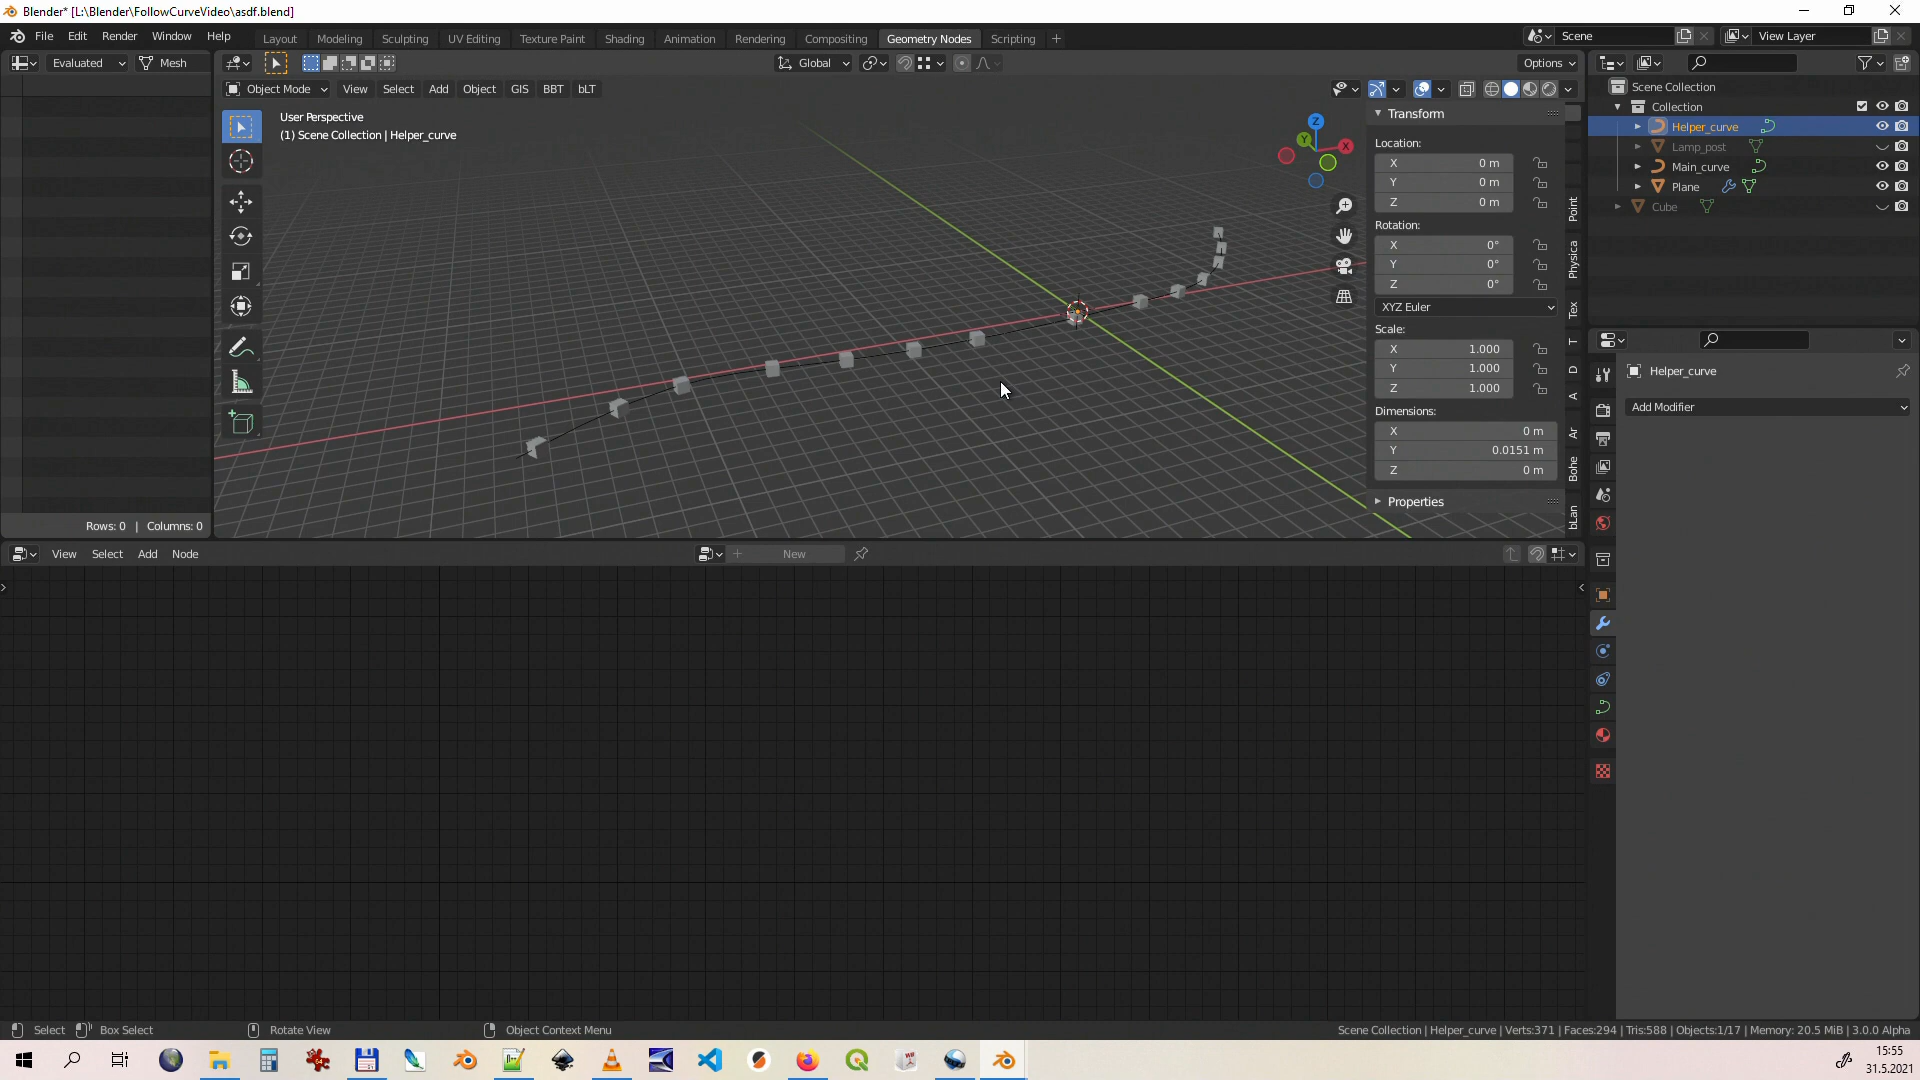 Blender* [L:\Blender\FollowCurveVideo\asdf.blend]
File Edit Render Window Help
Layout Modeling Sculpting UV Editing Texture Paint Shading Animation Rendering Compositing Geometry Nodes Scripting +
Scene
View Layer
Evaluated Mesh
Global
Options
Object Mode View Select Add Object GIS BBT bLT
User Perspective
(1) Scene Collection | Helper_curve
Z
Y
X
Transform
Location:
X 0 m
Y 0 m
Z 0 m
Rotation:
X 0°
Y 0°
Z 0°
XYZ Euler
Scale:
X 1.000
Y 1.000
Z 1.000
Dimensions:
X 0 m
Y 0.0151 m
Z 0 m
Properties
Point
Physica
Tex
T
D
A
Ar
Bohe
bLan
Scene Collection
Collection
Helper_curve
Lamp_post
Main_curve
Plane
Cube
Helper_curve
Add Modifier
Rows: 0 | Columns: 0
View Select Add Node
New
Select Box Select Rotate View Object Context Menu
Scene Collection | Helper_curve | Verts:371 | Faces:294 | Tris:588 | Objects:1/17 | Memory: 20.5 MiB | 3.0.0 Alpha
15:55
31.5.2021